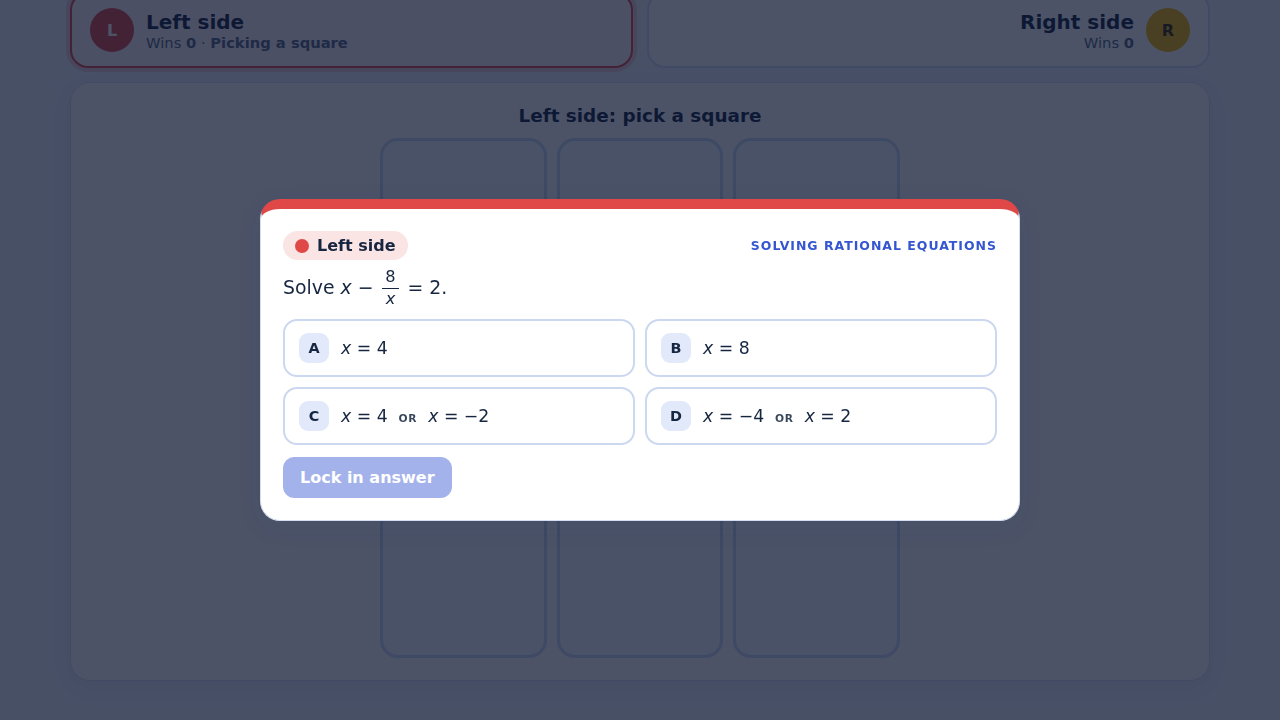 L
Left side
Wins 0 · Picking a square
Right side
Wins 0
R
Left side: pick a square
Left side
SOLVING RATIONAL EQUATIONS
Solve x − 8/x = 2.
A x = 4
B x = 8
C x = 4 OR x = −2
D x = −4 OR x = 2
Lock in answer